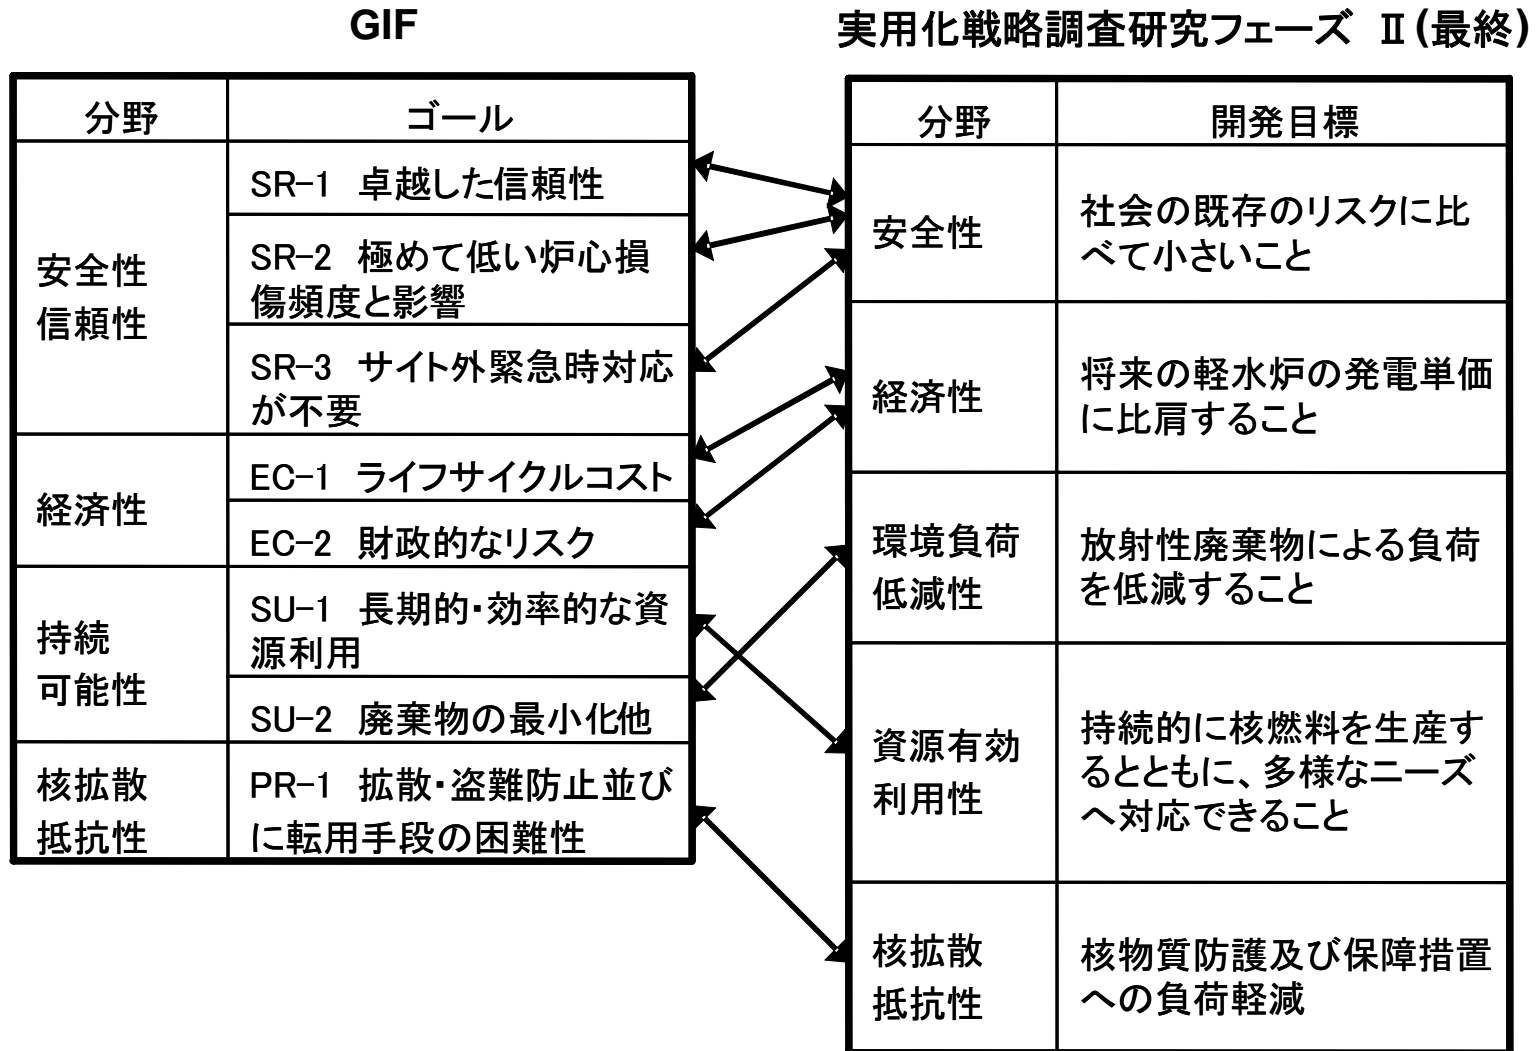 GIF
分野
ゴール
安全性
信頼性
SR-1 卓越した信頼性
SR-2 極めて低い炉心損
傷頻度と影響
SR-3 サイト外緊急時対応
が不要
経済性
EC-1 ライフサイクルコスト
EC-2 財政的なリスク
持続
可能性
SU-1 長期的・効率的な資
源利用
SU-2 廃棄物の最小化他
核拡散
抵抗性
PR-1 拡散・盗難防止並び
に転用手段の困難性
実用化戦略調査研究フェーズ Ⅱ(最終)
分野
開発目標
安全性
社会の既存のリスクに比
べて小さいこと
経済性
将来の軽水炉の発電単価
に比肩すること
環境負荷
低減性
放射性廃棄物による負荷
を低減すること
資源有効
利用性
持続的に核燃料を生産す
るとともに、多様なニーズ
へ対応できること
核拡散
抵抗性
核物質防護及び保障措置
への負荷軽減